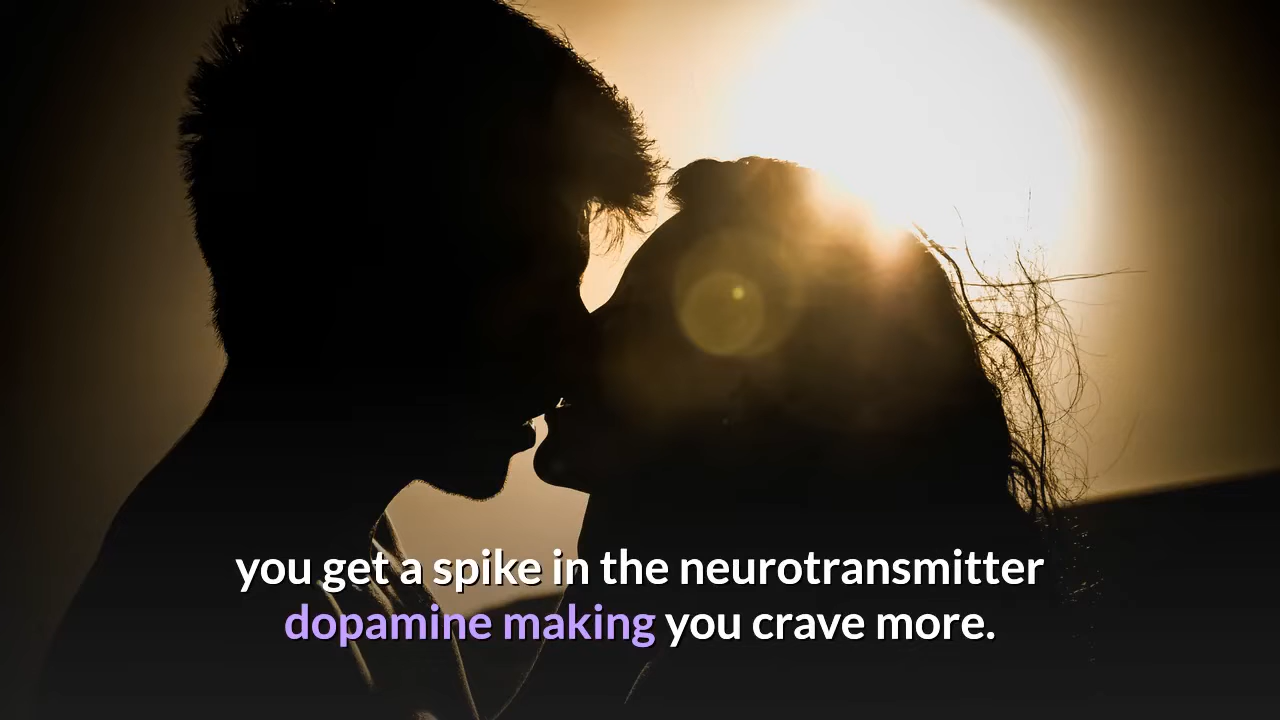 you get a spike in the neurotransmitter
dopamine making you crave more.